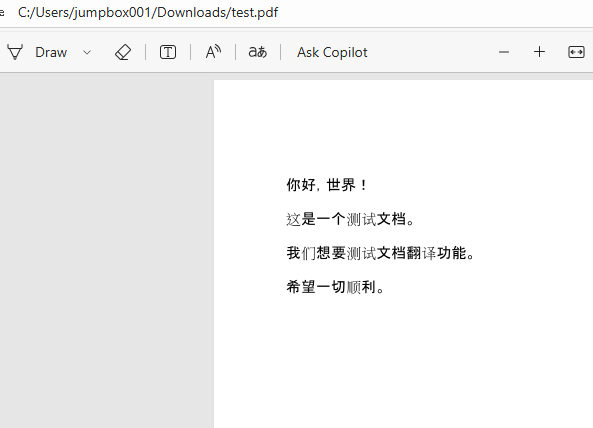 C:/Users/jumpbox001/Downloads/test.pdf
Draw
aあ Ask Copilot
你好, 世界！
这是一个测试文档。
我们想要测试文档翻译功能。
希望一切顺利。